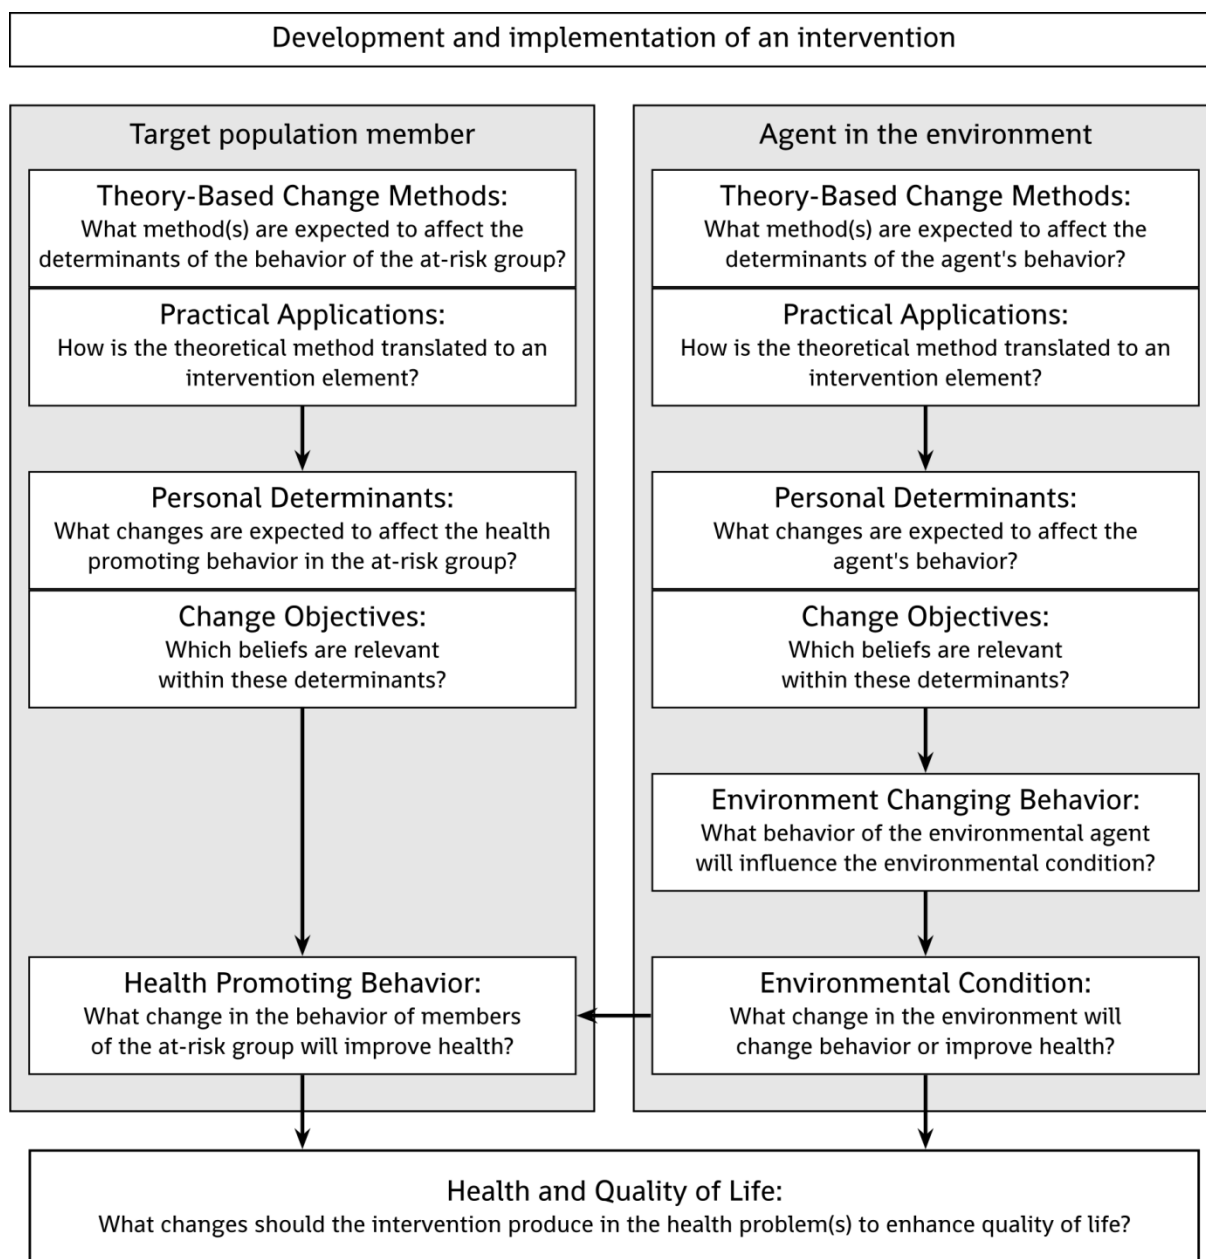 Development and implementation of an intervention
Target population member
Theory-Based Change Methods:
What method(s) are expected to affect the
determinants of the behavior of the at-risk group?
Practical Applications:
How is the theoretical method translated to an
intervention element?
Personal Determinants:
What changes are expected to affect the health
promoting behavior in the at-risk group?
Change Objectives:
Which beliefs are relevant
within these determinants?
Health Promoting Behavior:
What change in the behavior of members
of the at-risk group will improve health?
Agent in the environment
Theory-Based Change Methods:
What method(s) are expected to affect the
determinants of the agent's behavior?
Practical Applications:
How is the theoretical method translated to an
intervention element?
Personal Determinants:
What changes are expected to affect the
agent's behavior?
Change Objectives:
Which beliefs are relevant
within these determinants?
Environment Changing Behavior:
What behavior of the environmental agent
will influence the environmental condition?
Environmental Condition:
What change in the environment will
change behavior or improve health?
Health and Quality of Life:
What changes should the intervention produce in the health problem(s) to enhance quality of life?